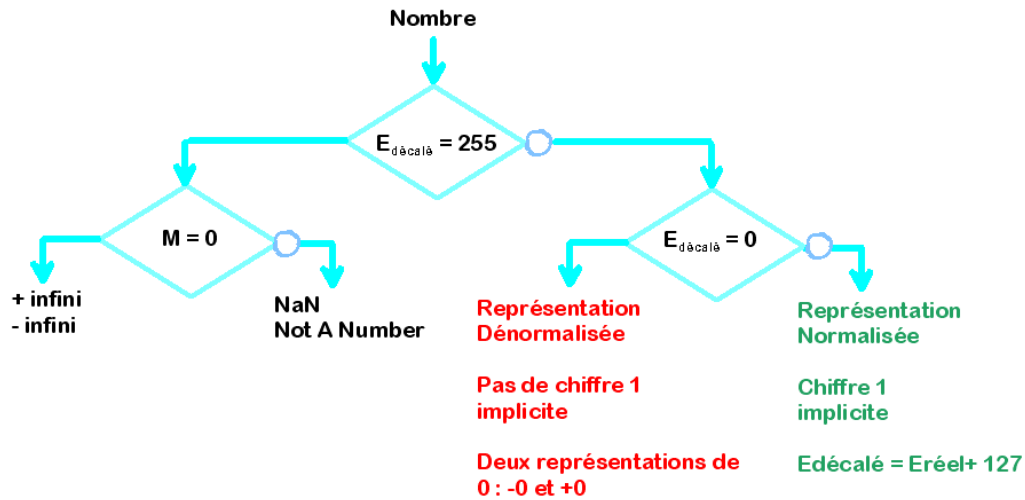 Nombre
Edécalé = 255
M = 0
Edécalé = 0
+ infini
- infini
NaN
Not A Number
Représentation
Dénormalisée
Pas de chiffre 1
implicite
Deux représentations de
0 : -0 et +0
Représentation
Normalisée
Chiffre 1
implicite
Edécalé = Eréel+ 127